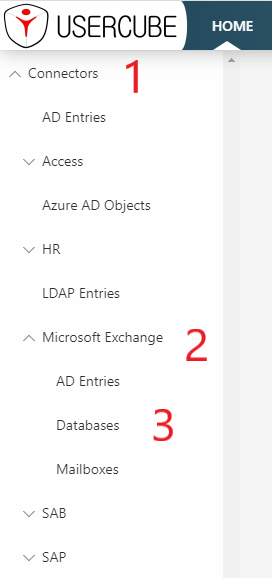 USERCUBE
HOME
Connectors 1
AD Entries
Access
Azure AD Objects
HR
LDAP Entries
Microsoft Exchange 2
AD Entries
Databases 3
Mailboxes
SAB
SAP